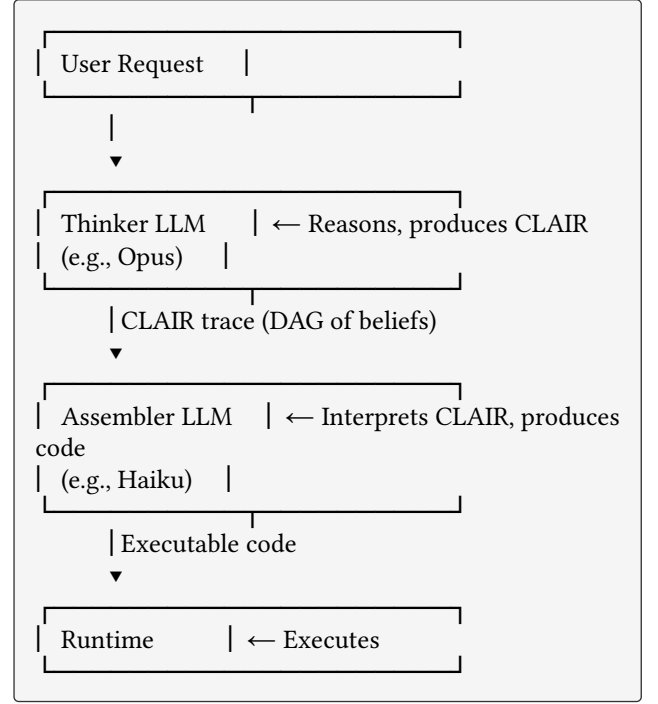 User Request
Thinker LLM ← Reasons, produces CLAIR
(e.g., Opus)
CLAIR trace (DAG of beliefs)
Assembler LLM ← Interprets CLAIR, produces
code
(e.g., Haiku)
Executable code
Runtime ← Executes